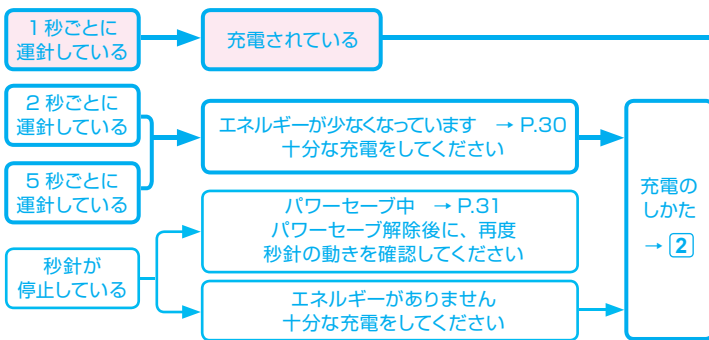 1 秒ごとに
運針している
充電されている
2 秒ごとに
運針している
5 秒ごとに
運針している
エネルギーが少なくなっています → P.30
十分な充電をしてください
秒針が
停止している
パワーセーブ中 → P.31
パワーセーブ解除後に、再度
秒針の動きを確認してください
エネルギーがありません
十分な充電をしてください
充電の
しかた
→ 2